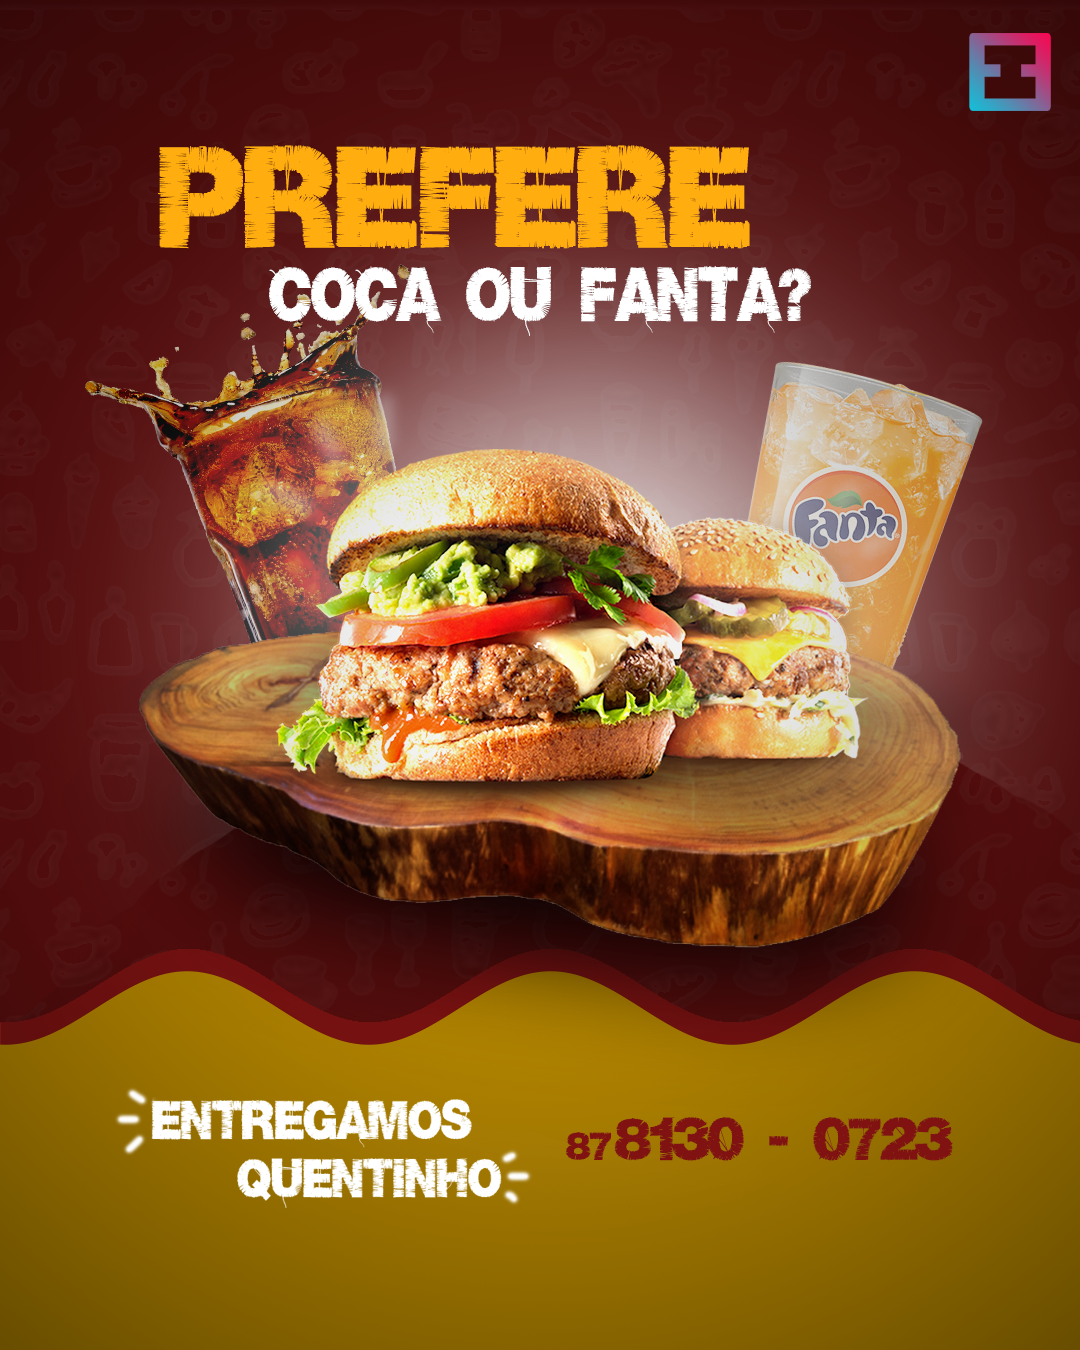 PREFERE
COCA OU FANTA?
Fanta
ENTREGAMOS
QUENTINHO
87 8130 - 0723